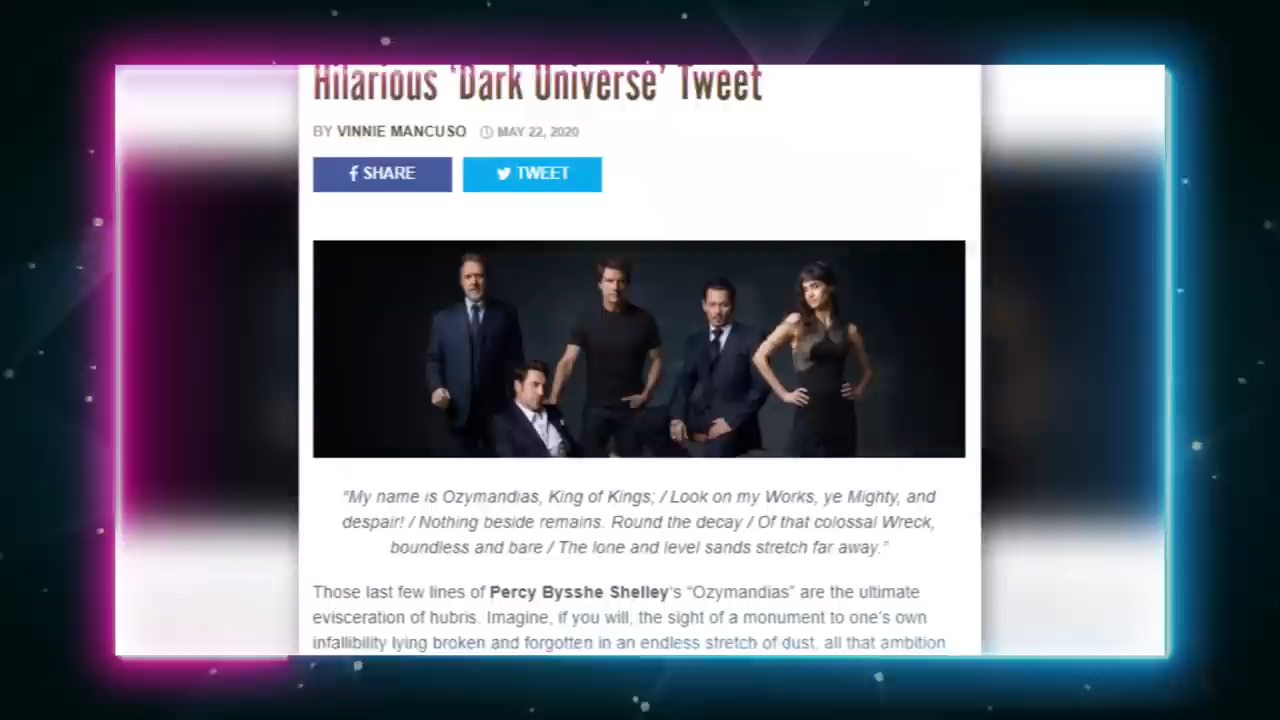 Hilarious ‘Dark Universe’ Tweet
BY VINNIE MANCUSO MAY 22, 2020
SHARE TWEET
“My name is Ozymandias, King of Kings; / Look on my Works, ye Mighty, and
despair! / Nothing beside remains. Round the decay / Of that colossal Wreck,
boundless and bare / The lone and level sands stretch far away.”
Those last few lines of Percy Bysshe Shelley’s “Ozymandias” are the ultimate
evisceration of hubris. Imagine, if you will, the sight of a monument to one’s own
infallibility lying broken and forgotten in an endless stretch of dust, all that ambition